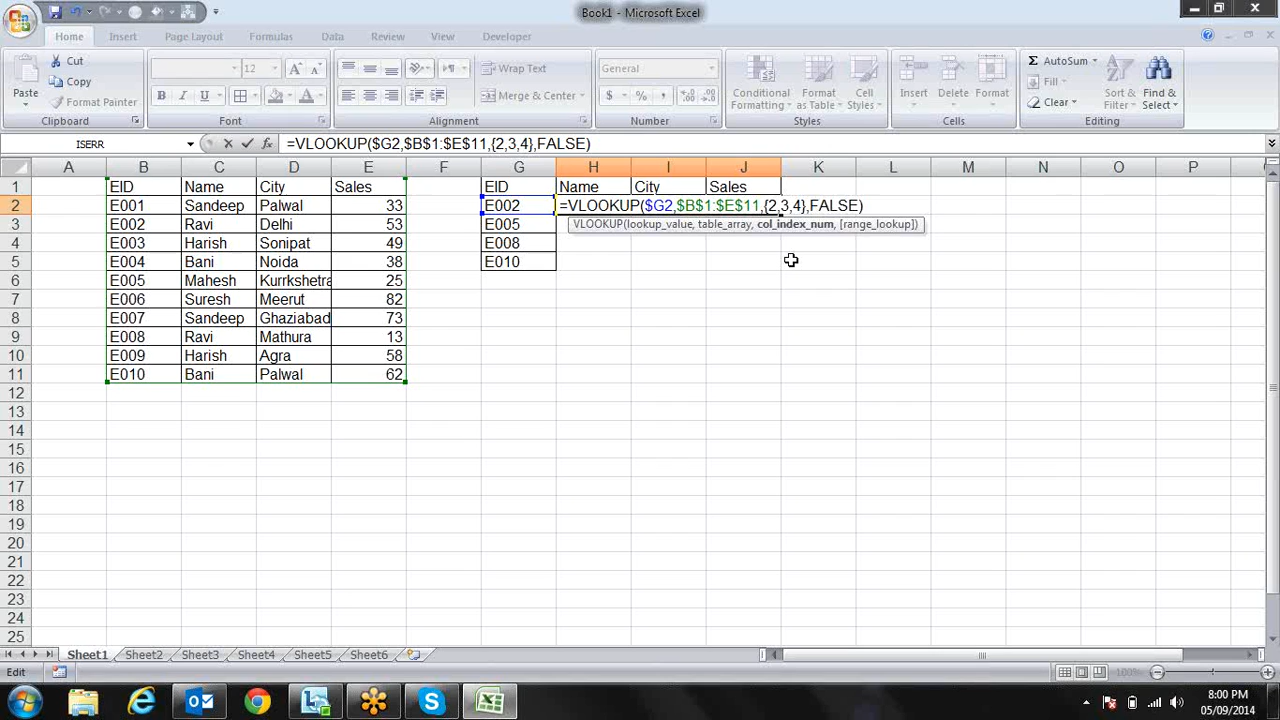 Book1 - Microsoft Excel
Home Insert Page Layout Formulas Data Review View Developer
Cut
Copy
Format Painter
Paste
Clipboard
12
A A
B I U
A
Font
Wrap Text
Merge & Center
Alignment
General
$ % ,
Number
Conditional Formatting
Format as Table
Cell Styles
Styles
Insert Delete Format
Cells
Σ AutoSum
Fill
Clear
Sort & Filter
Find & Select
Editing
ISERR fx =VLOOKUP($G2,$B$1:$E$11,{2,3,4},FALSE)
A B C D E F G H I J K L M N O P
1 EID Name City Sales EID Name City Sales
2 E001 Sandeep Palwal 33 E002 =VLOOKUP($G2,$B$1:$E$11,{2,3,4},FALSE)
3 E002 Ravi Delhi 53 E005 VLOOKUP(lookup_value, table_array, col_index_num, [range_lookup])
4 E003 Harish Sonipat 49 E008
5 E004 Bani Noida 38 E010
6 E005 Mahesh Kurrkshetra 25
7 E006 Suresh Meerut 82
8 E007 Sandeep Ghaziabad 73
9 E008 Ravi Mathura 13
10 E009 Harish Agra 58
11 E010 Bani Palwal 62
12
13
14
15
16
17
18
19
20
21
22
23
24
25
Sheet1 Sheet2 Sheet3 Sheet4 Sheet5 Sheet6
Edit 100%
8:00 PM
05/09/2014